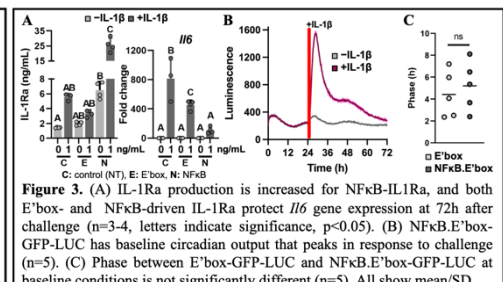 A −IL-1β +IL-1β B +IL-1β C
IL-1Ra (ng/mL)
35
25
15
8
6
4
2
0
A AB A AB B C
0 1 0 1 0 1
C E N
Il6
Fold change
1200
800
400
0
A B A C A A
0 1 0 1 0 1 ng/mL
C E N
C: control (NT), E: E'box, N: NFκB
Luminescence
1600
1200
800
400
0
−IL-1β
+IL-1β
0 12 24 36 48 60 72
Time (h)
ns
Phase (h)
10
8
6
4
2
0
E'box
NFκB.E'box
Figure 3. (A) IL-1Ra production is increased for NFκB-IL1Ra, and both
E'box- and NFκB-driven IL-1Ra protect Il6 gene expression at 72h after
challenge (n=3-4, letters indicate significance, p<0.05). (B) NFκB.E'box-
GFP-LUC has baseline circadian output that peaks in response to challenge
(n=5). (C) Phase between E'box-GFP-LUC and NFκB.E'box-GFP-LUC at
baseline conditions is not significantly different (n=5). All show mean/SD